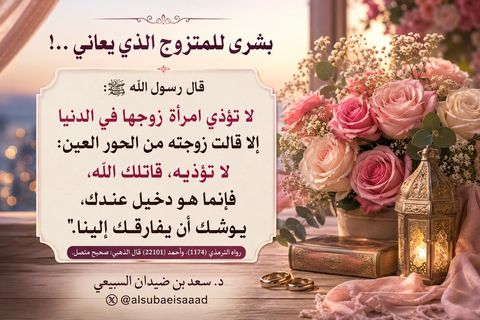 بشرى للمتزوج الذي يعاني ..!
قال رسول الله ﷺ:
لا تؤذي امرأة زوجها في الدنيا
إلا قالت زوجته من الحور العين:
لا تؤذيه، قاتلك الله،
فإنما هو دخيل عندك،
يوشك أن يفارقك إلينا."
رواه الترمذي (1174)، وأحمد (22101) قال الذهبي: صحيح متصل.
د. سعد بن ضيدان السبيعي
@alsubaeisaaad